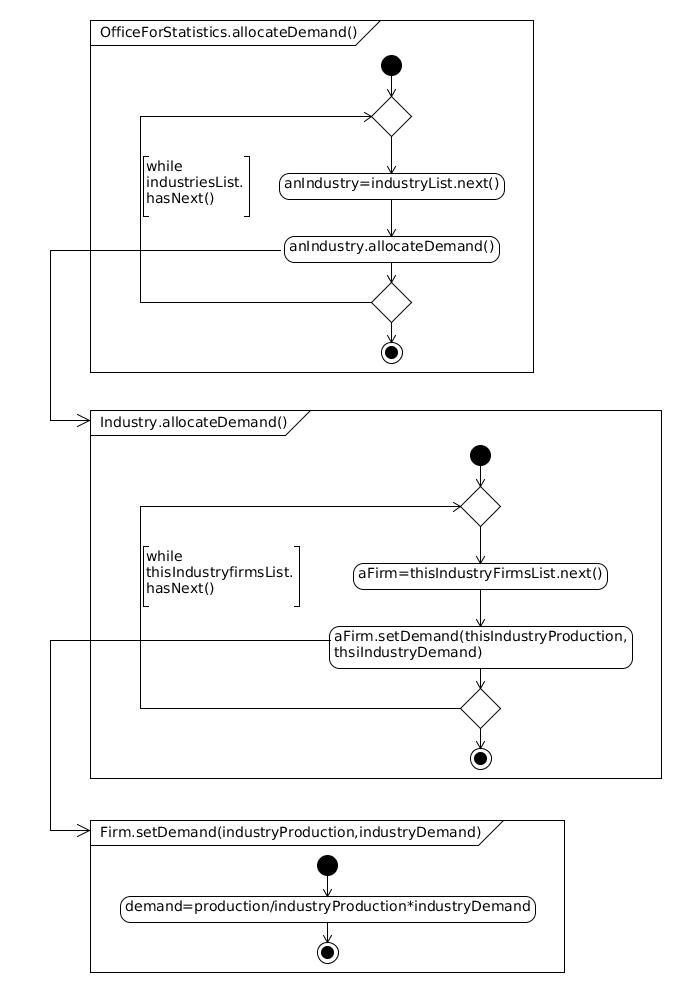 OfficeForStatistics.allocateDemand()
while
industriesList.
hasNext()
anIndustry=industryList.next()
anIndustry.allocateDemand()
Industry.allocateDemand()
while
thisIndustryfirmsList.
hasNext()
aFirm=thisIndustryFirmsList.next()
aFirm.setDemand(thisIndustryProduction,
thsiIndustryDemand)
Firm.setDemand(industryProduction,industryDemand)
demand=production/industryProduction*industryDemand